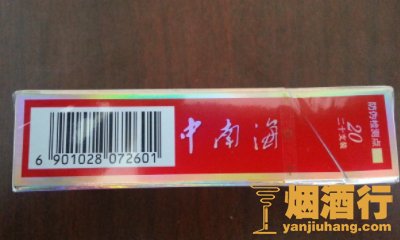 防伪检测点
20
二十支装
中南海
6 901028 072601
烟酒行
yanjiuhang.com